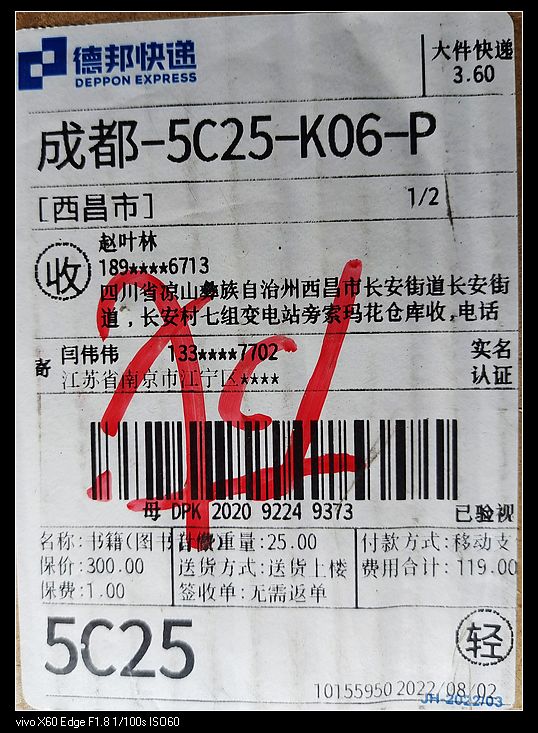 德邦快递
DEPPON EXPRESS
大件快递
3.60
成都-5C25-K06-P
[西昌市]
1/2
收
赵叶林
189****6713
四川省凉山彝族自治州西昌市长安街道长安街
道，长安村七组变电站旁索玛花仓库收,电话
寄
闫伟伟 133****7702
江苏省南京市江宁区****
实名
认证
母 DPK 2020 9224 9373
已验视
名称:书籍(图书
重量:25.00
付款方式:移动支
保价:300.00
送货方式:送货上楼
费用合计:119.00
保费:1.00
签收单:无需返单
5C25
轻
10155950 2022/08/02
JH-2022/03
vivo X60 Edge F1.8 1/100s ISO60